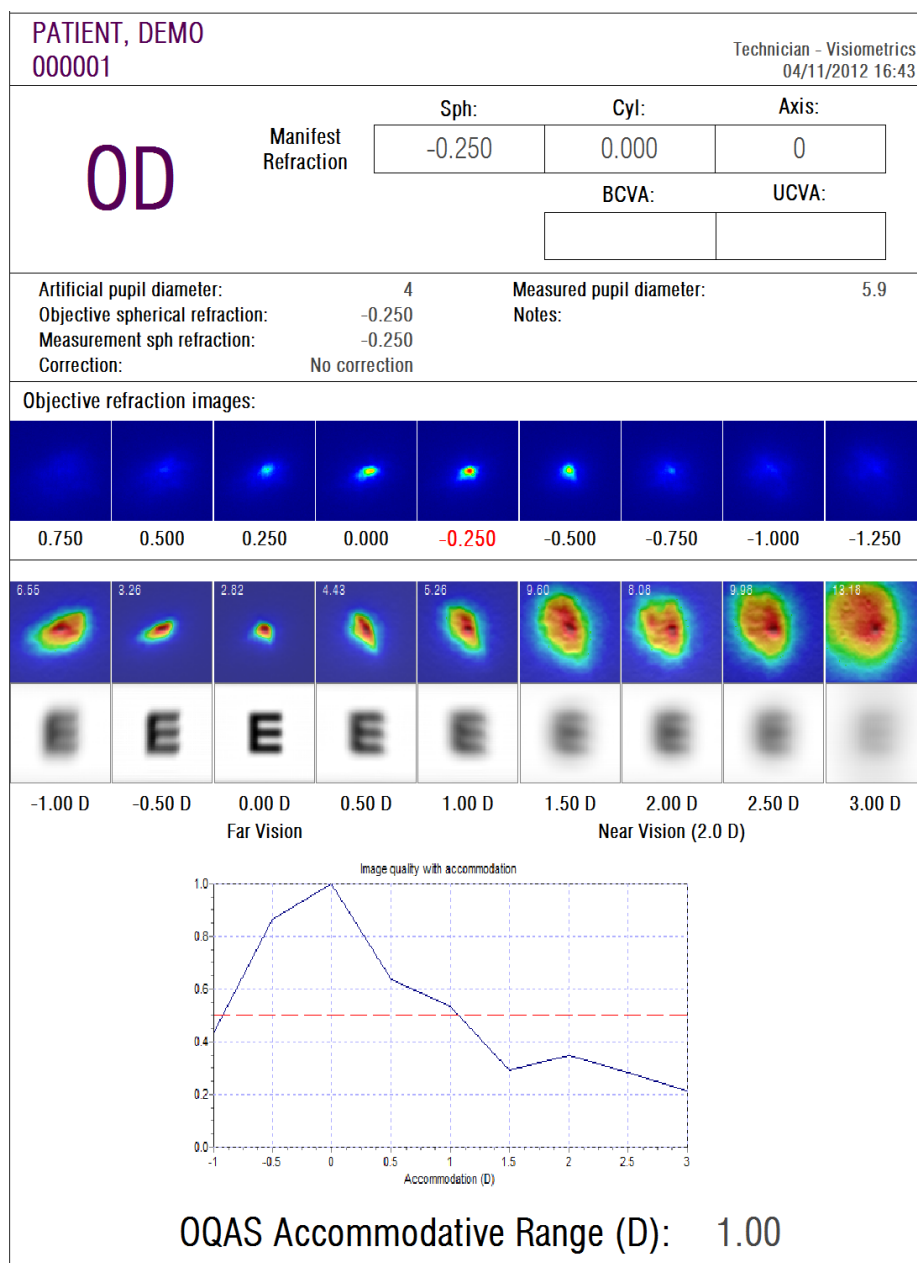 PATIENT, DEMO
000001
Technician - Visiometrics
04/11/2012 16:43
OD
Manifest
Refraction
Sph: Cyl: Axis:
-0.250 0.000 0
BCVA: UCVA:
Artificial pupil diameter: 4 Measured pupil diameter: 5.9
Objective spherical refraction: -0.250 Notes:
Measurement sph refraction: -0.250
Correction: No correction
Objective refraction images:
0.750 0.500 0.250 0.000 -0.250 -0.500 -0.750 -1.000 -1.250
6.55 3.26 2.82 4.43 5.26 9.60 8.08 9.98 13.16
E E E E E E E E E
-1.00 D -0.50 D 0.00 D 0.50 D 1.00 D 1.50 D 2.00 D 2.50 D 3.00 D
Far Vision Near Vision (2.0 D)
Image quality with accommodation
1.0
0.8
0.6
0.4
0.2
0.0
-1 -0.5 0 0.5 1 1.5 2 2.5 3
Accommodation (D)
OQAS Accommodative Range (D): 1.00